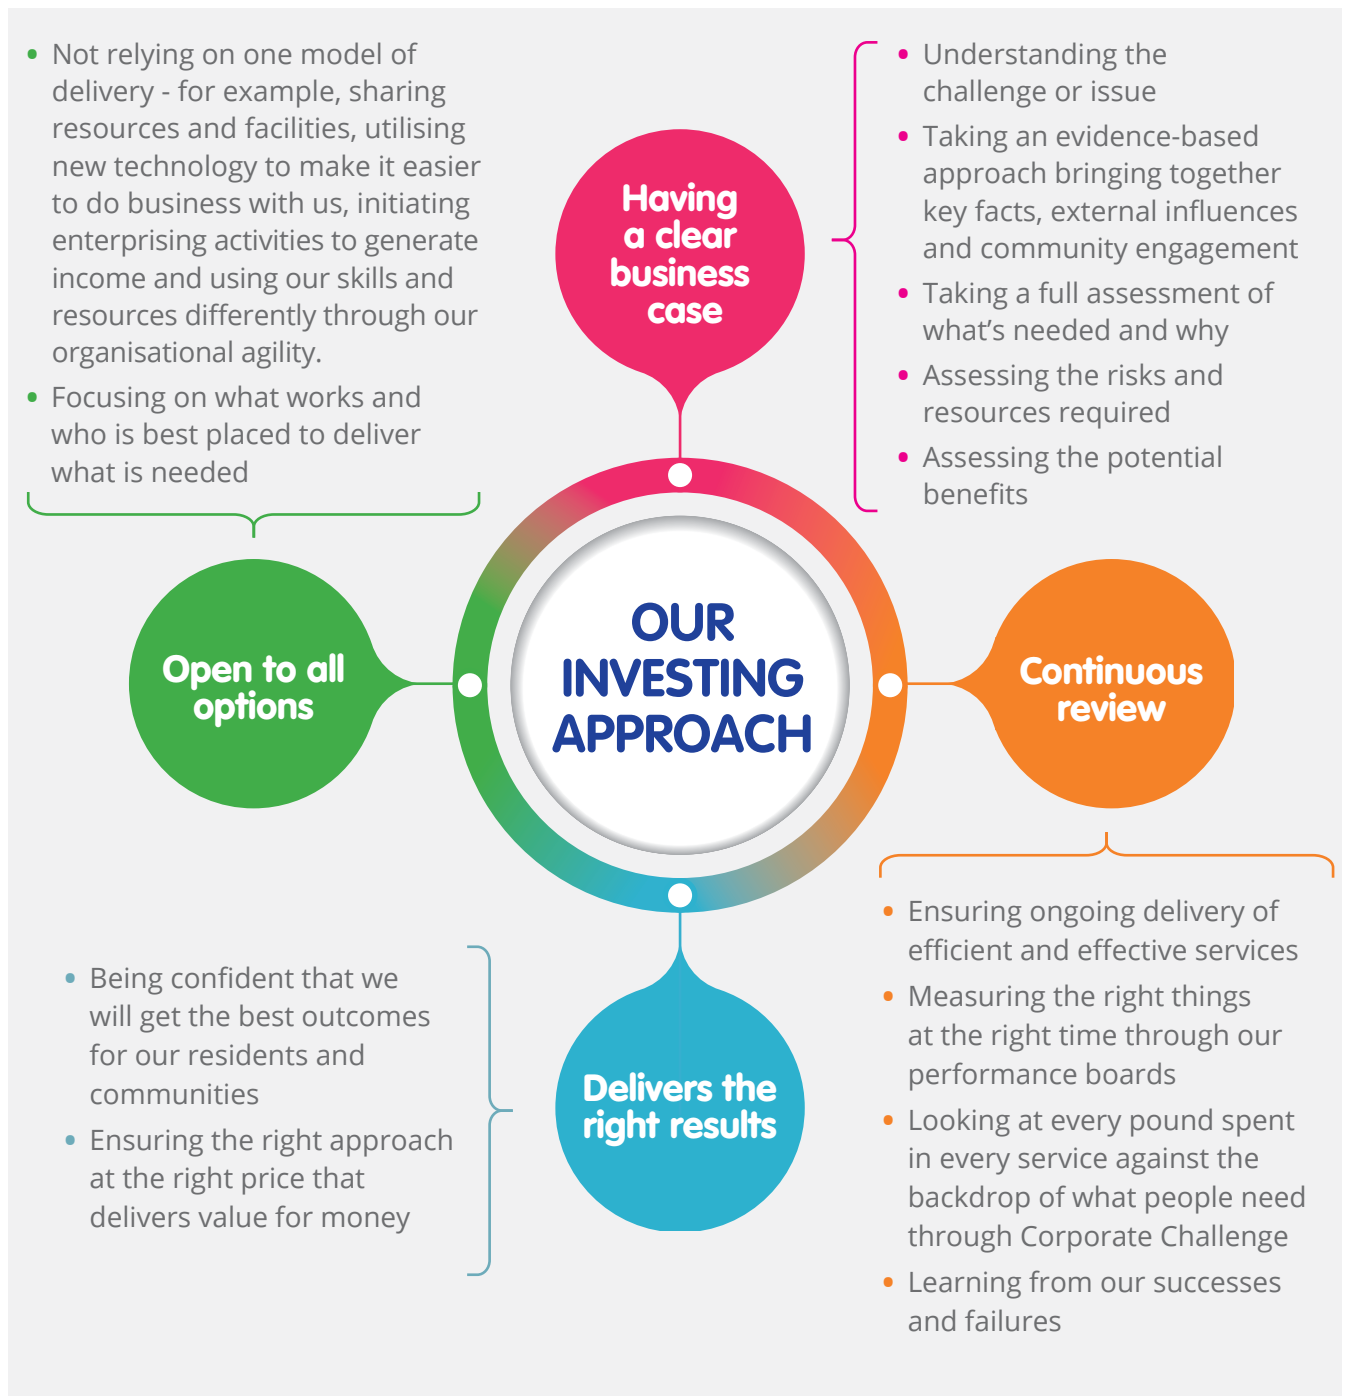 • Not relying on one model of
delivery - for example, sharing
resources and facilities, utilising
new technology to make it easier
to do business with us, initiating
enterprising activities to generate
income and using our skills and
resources differently through our
organisational agility.
• Focusing on what works and
who is best placed to deliver
what is needed
Having
a clear
business
case
• Understanding the
challenge or issue
• Taking an evidence-based
approach bringing together
key facts, external influences
and community engagement
• Taking a full assessment of
what’s needed and why
• Assessing the risks and
resources required
• Assessing the potential
benefits
Open to all
options
OUR
INVESTING
APPROACH
Continuous
review
• Being confident that we
will get the best outcomes
for our residents and
communities
• Ensuring the right approach
at the right price that
delivers value for money
Delivers the
right results
• Ensuring ongoing delivery of
efficient and effective services
• Measuring the right things
at the right time through our
performance boards
• Looking at every pound spent
in every service against the
backdrop of what people need
through Corporate Challenge
• Learning from our successes
and failures